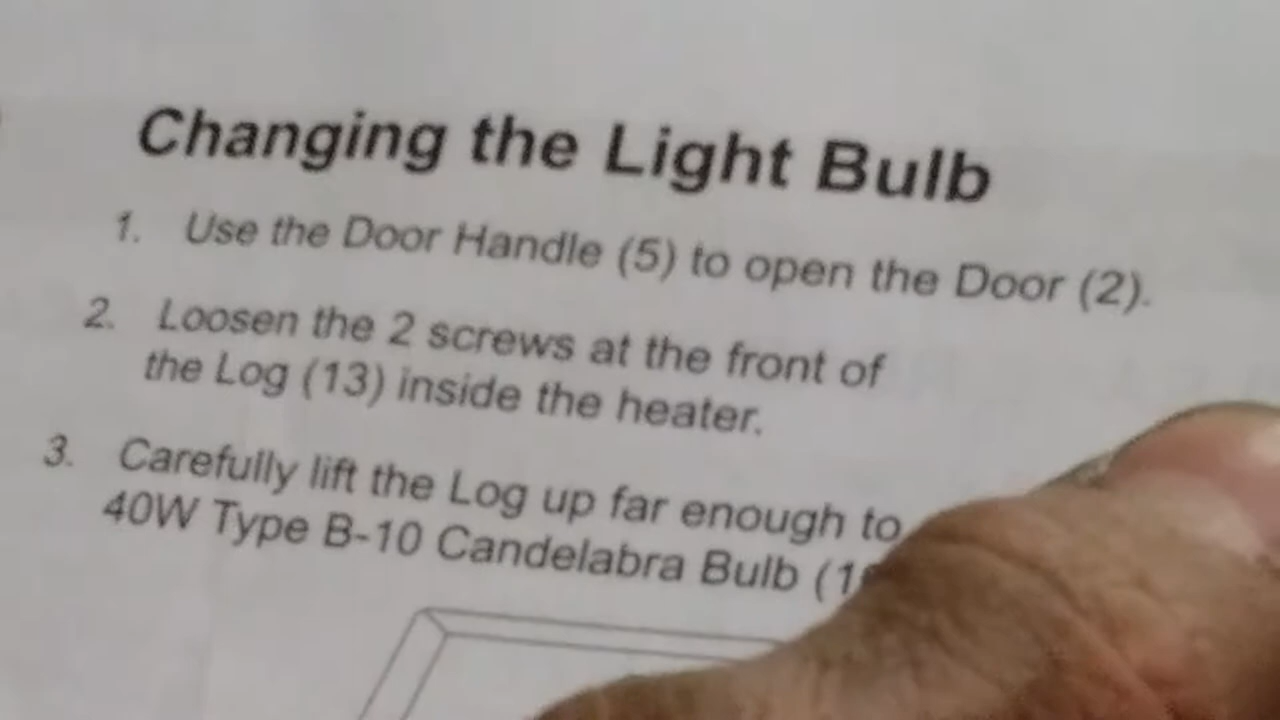 Changing the Light Bulb
1. Use the Door Handle (5) to open the Door (2).
2. Loosen the 2 screws at the front of
the Log (13) inside the heater.
3. Carefully lift the Log up far enough to
40W Type B-10 Candelabra Bulb